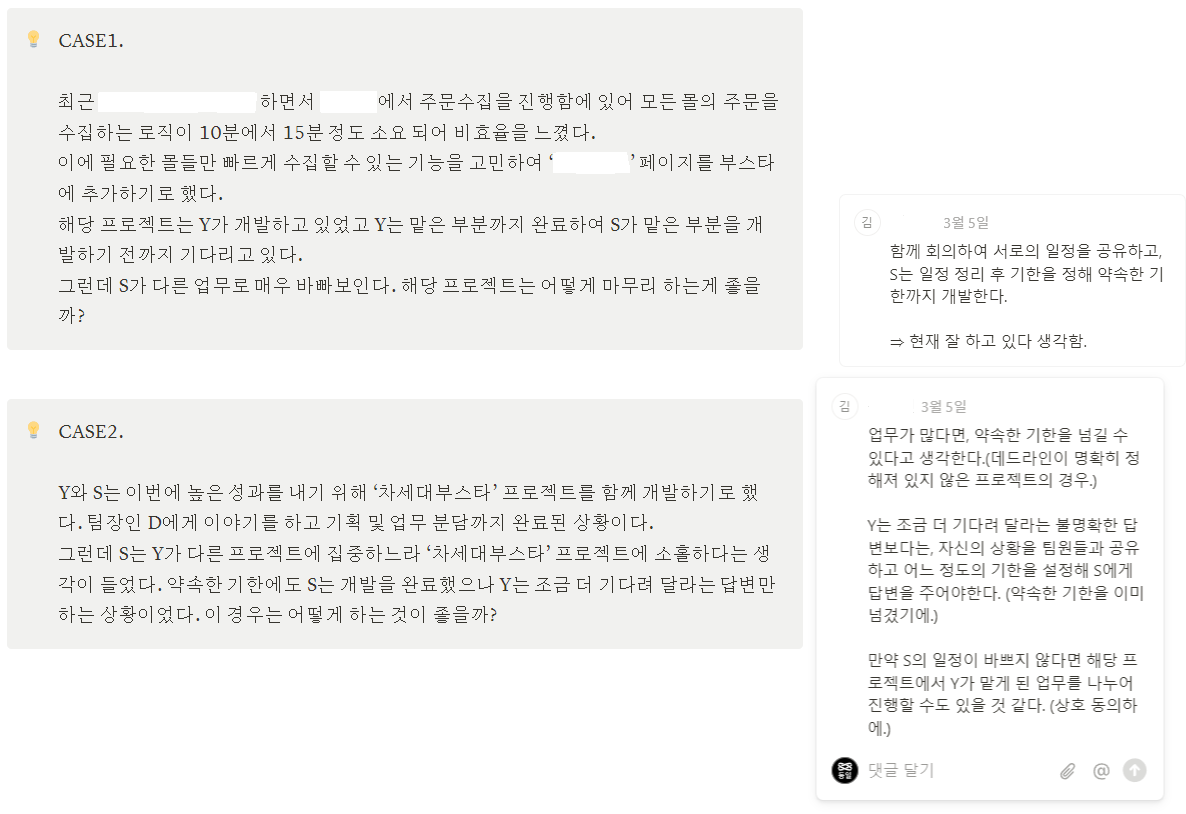 CASE1.
최근 하면서 에서 주문수집을 진행함에 있어 모든 몰의 주문을
수집하는 로직이 10분에서 15분 정도 소요 되어 비효율을 느꼈다.
이에 필요한 몰들만 빠르게 수집할 수 있는 기능을 고민하여 ‘ ’ 페이지를 부스타
에 추가하기로 했다.
해당 프로젝트는 Y가 개발하고 있었고 Y는 맡은 부분까지 완료하여 S가 맡은 부분을 개
발하기 전까지 기다리고 있다.
그런데 S가 다른 업무로 매우 바빠보인다. 해당 프로젝트는 어떻게 마무리 하는게 좋을
까?
김 3월 5일
함께 회의하여 서로의 일정을 공유하고,
S는 일정 정리 후 기한을 정해 약속한 기
한까지 개발한다.
⇒ 현재 잘 하고 있다 생각함.
CASE2.
Y와 S는 이번에 높은 성과를 내기 위해 ‘차세대부스타’ 프로젝트를 함께 개발하기로 했
다. 팀장인 D에게 이야기를 하고 기획 및 업무 분담까지 완료된 상황이다.
그런데 S는 Y가 다른 프로젝트에 집중하느라 ‘차세대부스타’ 프로젝트에 소홀하다는 생
각이 들었다. 약속한 기한에도 S는 개발을 완료했으나 Y는 조금 더 기다려 달라는 답변만
하는 상황이었다. 이 경우는 어떻게 하는 것이 좋을까?
김 3월 5일
업무가 많다면, 약속한 기한을 넘길 수
있다고 생각한다.(데드라인이 명확히 정
해져 있지 않은 프로젝트의 경우.)
Y는 조금 더 기다려 달라는 불명확한 답
변보다는, 자신의 상황을 팀원들과 공유
하고 어느 정도의 기한을 설정해 S에게
답변을 주어야한다. (약속한 기한을 이미
넘겼기에.)
만약 S의 일정이 바쁘지 않다면 해당 프
로젝트에서 Y가 맡게 된 업무를 나누어
진행할 수도 있을 것 같다. (상호 동의하
에.)
댓글 달기